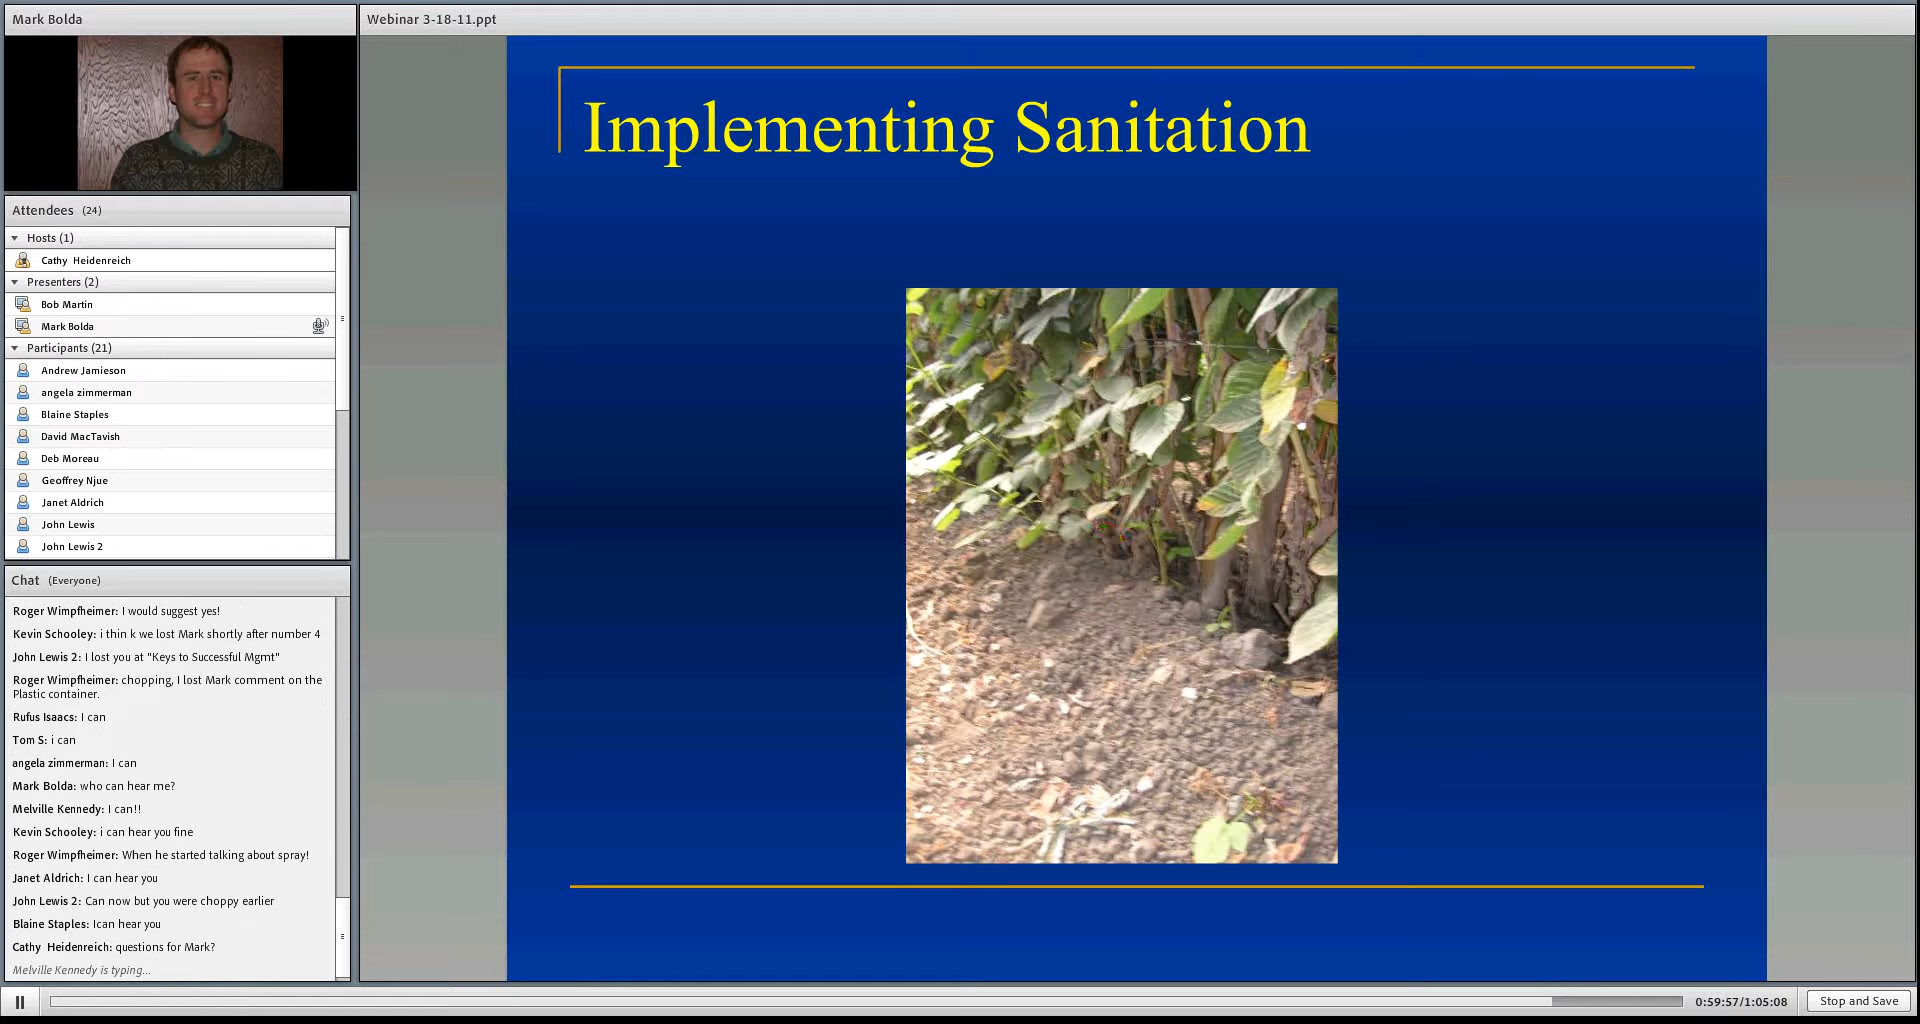 Mark Bolda
Webinar 3-18-11.ppt
Implementing Sanitation
Attendees (24)
Hosts (1)
Cathy Heidenreich
Presenters (2)
Bob Martin
Mark Bolda
Participants (21)
Andrew Jamieson
angela zimmerman
Blaine Staples
David MacTavish
Deb Moreau
Geoffrey Njue
Janet Aldrich
John Lewis
John Lewis 2
Chat (Everyone)
Roger Wimpfheimer: I would suggest yes!
Kevin Schooley: i thin k we lost Mark shortly after number 4
John Lewis 2: I lost you at "Keys to Successful Mgmt"
Roger Wimpfheimer: chopping, I lost Mark comment on the
Plastic container.
Rufus Isaacs: I can
Tom S: i can
angela zimmerman: I can
Mark Bolda: who can hear me?
Melville Kennedy: I can!!
Kevin Schooley: i can hear you fine
Roger Wimpfheimer: When he started talking about spray!
Janet Aldrich: I can hear you
John Lewis 2: Can now but you were choppy earlier
Blaine Staples: Ican hear you
Cathy Heidenreich: questions for Mark?
Melville Kennedy is typing...
0:59:57/1:05:08
Stop and Save